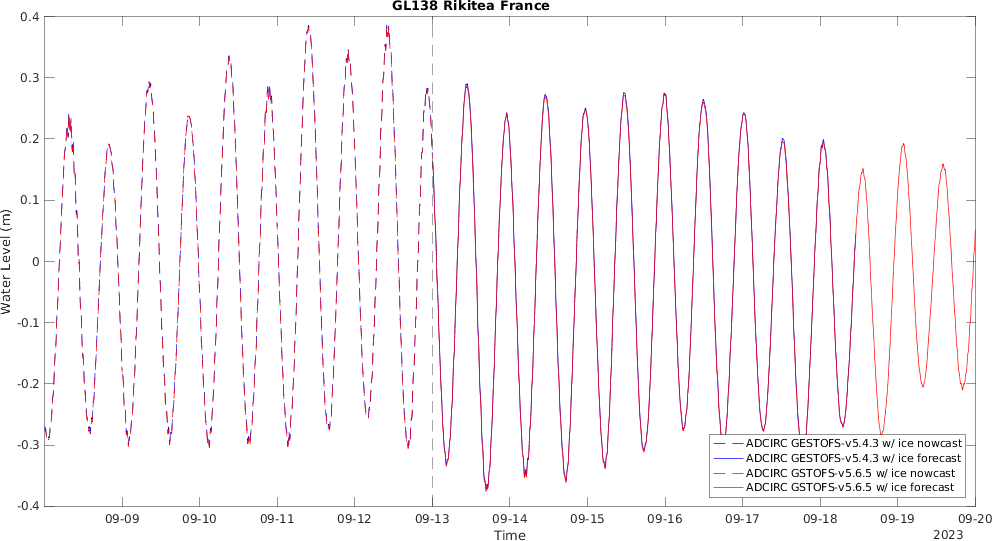 GL138 Rikitea France
0.4
0.3
0.2
0.1
0
-0.1
-0.2
-0.3
-0.4
Water Level (m)
ADCIRC GESTOFS-v5.4.3 w/ ice nowcast
ADCIRC GESTOFS-v5.4.3 w/ ice forecast
ADCIRC GSTOFS-v5.6.5 w/ ice nowcast
ADCIRC GSTOFS-v5.6.5 w/ ice forecast
09-09 09-10 09-11 09-12 09-13 09-14 09-15 09-16 09-17 09-18 09-19 09-20
Time
2023